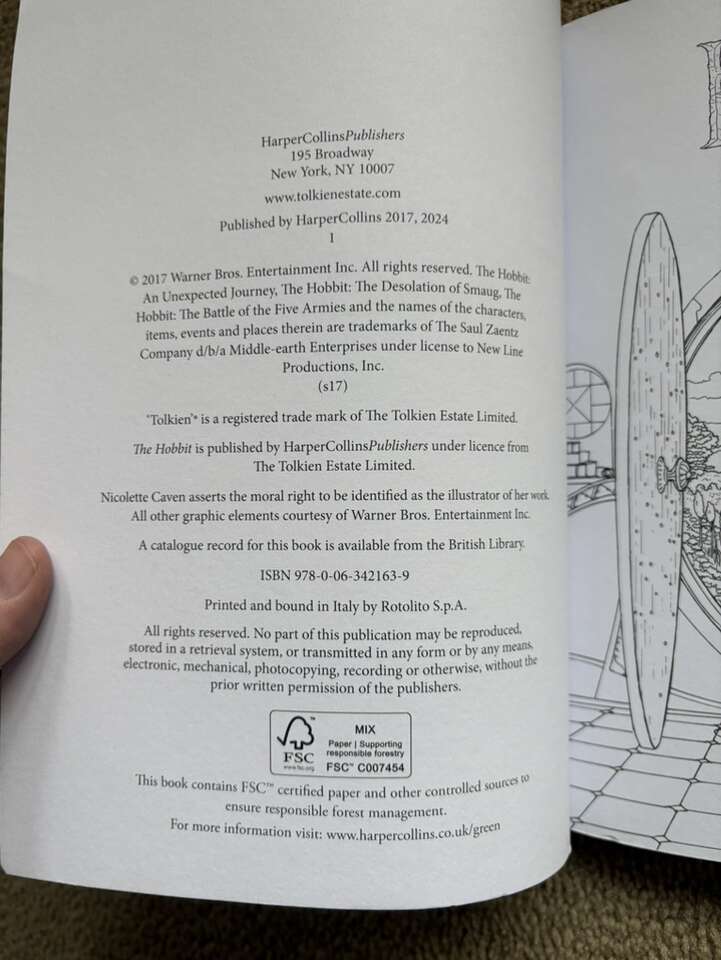 HarperCollinsPublishers
195 Broadway
New York, NY 10007
www.tolkienestate.com
Published by HarperCollins 2017, 2024
1
© 2017 Warner Bros. Entertainment Inc. All rights reserved. The Hobbit:
An Unexpected Journey, The Hobbit: The Desolation of Smaug, The
Hobbit: The Battle of the Five Armies and the names of the characters,
items, events and places therein are trademarks of The Saul Zaentz
Company d/b/a Middle-earth Enterprises under license to New Line
Productions, Inc.
(s17)
'Tolkien'® is a registered trade mark of The Tolkien Estate Limited.
The Hobbit is published by HarperCollinsPublishers under licence from
The Tolkien Estate Limited.
Nicolette Caven asserts the moral right to be identified as the illustrator of her work.
All other graphic elements courtesy of Warner Bros. Entertainment Inc.
A catalogue record for this book is available from the British Library.
ISBN 978-0-06-342163-9
Printed and bound in Italy by Rotolito S.p.A.
All rights reserved. No part of this publication may be reproduced,
stored in a retrieval system, or transmitted in any form or by any means,
electronic, mechanical, photocopying, recording or otherwise, without the
prior written permission of the publishers.
FSC™
www.fsc.org
MIX
Paper | Supporting
responsible forestry
FSC™ C007454
This book contains FSC™ certified paper and other controlled sources to
ensure responsible forest management.
For more information visit: www.harpercollins.co.uk/green